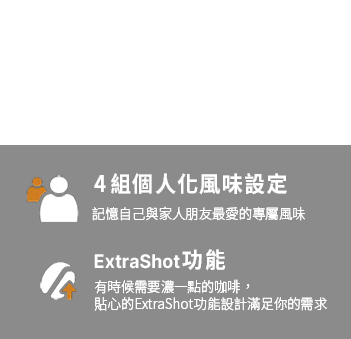 4組個人化風味設定
記憶自己與家人朋友最愛的專屬風味
ExtraShot功能
有時候需要濃一點的咖啡，
貼心的ExtraShot功能設計滿足你的需求